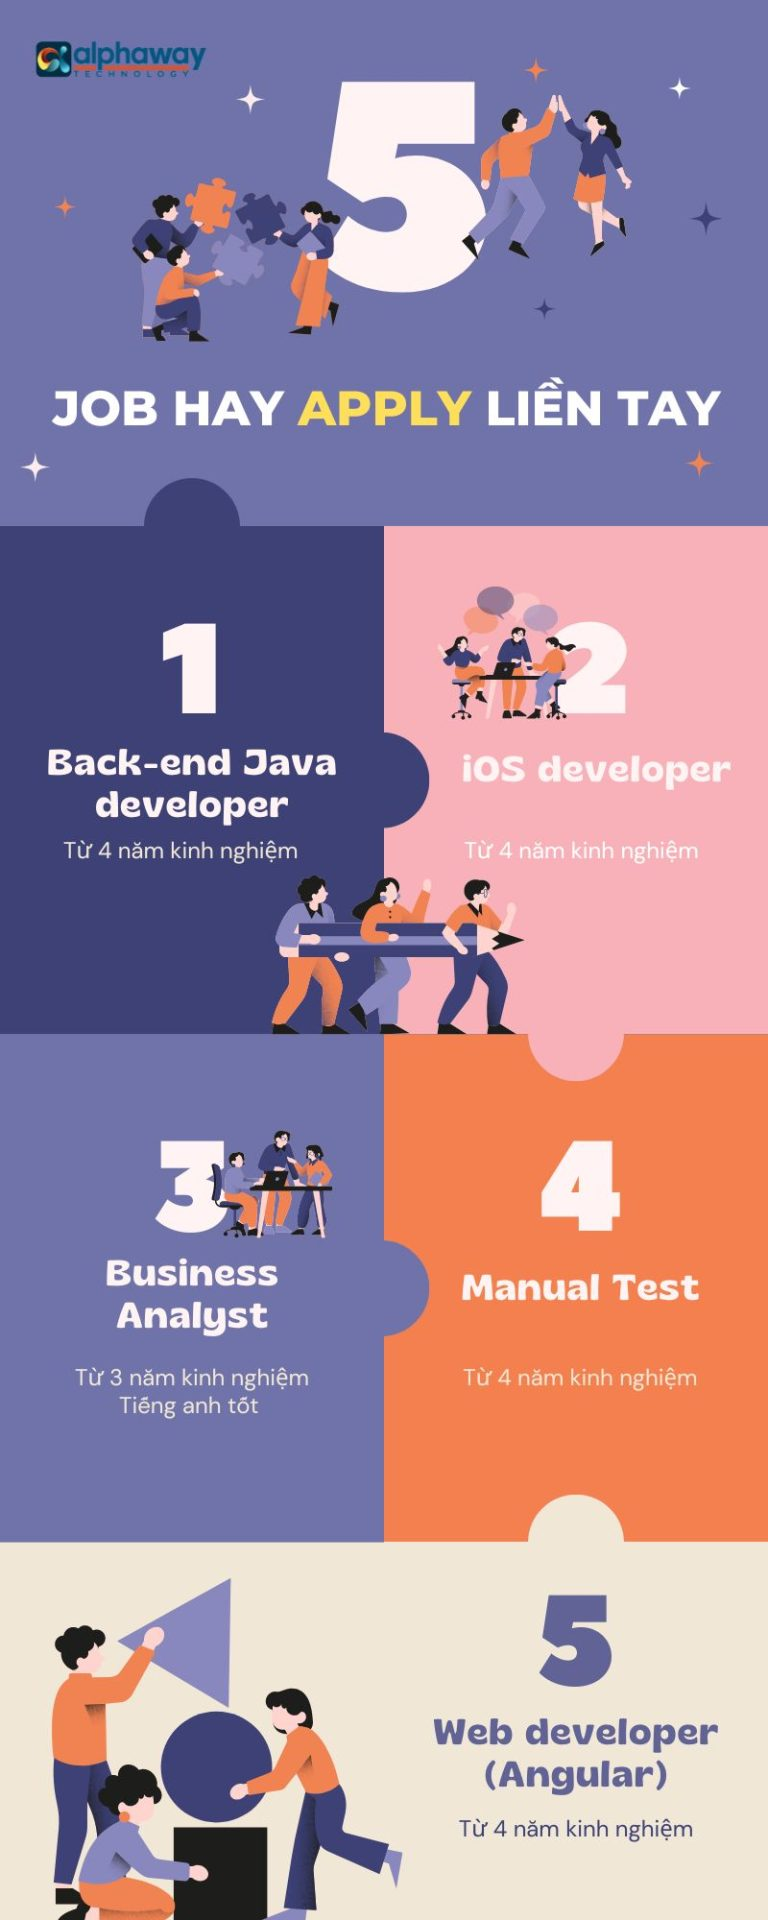 alphaway
TECHNOLOGY
5
JOB HAY APPLY LIỀN TAY
1
Back-end Java
developer
Từ 4 năm kinh nghiệm
2
iOS developer
Từ 4 năm kinh nghiệm
3
Business
Analyst
Từ 3 năm kinh nghiệm
Tiếng anh tốt
4
Manual Test
Từ 4 năm kinh nghiệm
5
Web developer
(Angular)
Từ 4 năm kinh nghiệm